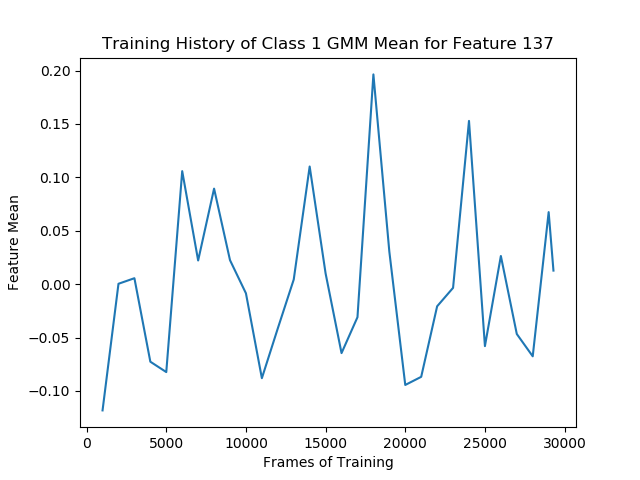 Training History of Class 1 GMM Mean for Feature 137
0.20
0.15
0.10
0.05
0.00
−0.05
−0.10
Feature Mean
0 5000 10000 15000 20000 25000 30000
Frames of Training